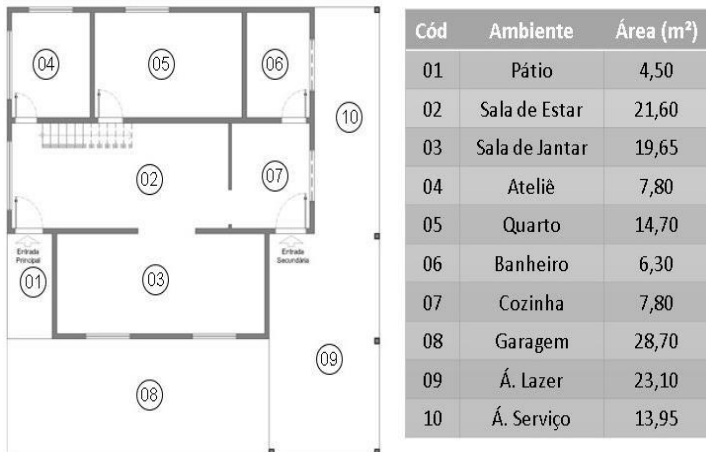 04
05
06
10
02
07
Entrada
Principal
Entrada
Secundária
01
03
09
08
Cód Ambiente Área (m²)
01 Pátio 4,50
02 Sala de Estar 21,60
03 Sala de Jantar 19,65
04 Ateliê 7,80
05 Quarto 14,70
06 Banheiro 6,30
07 Cozinha 7,80
08 Garagem 28,70
09 Á. Lazer 23,10
10 Á. Serviço 13,95